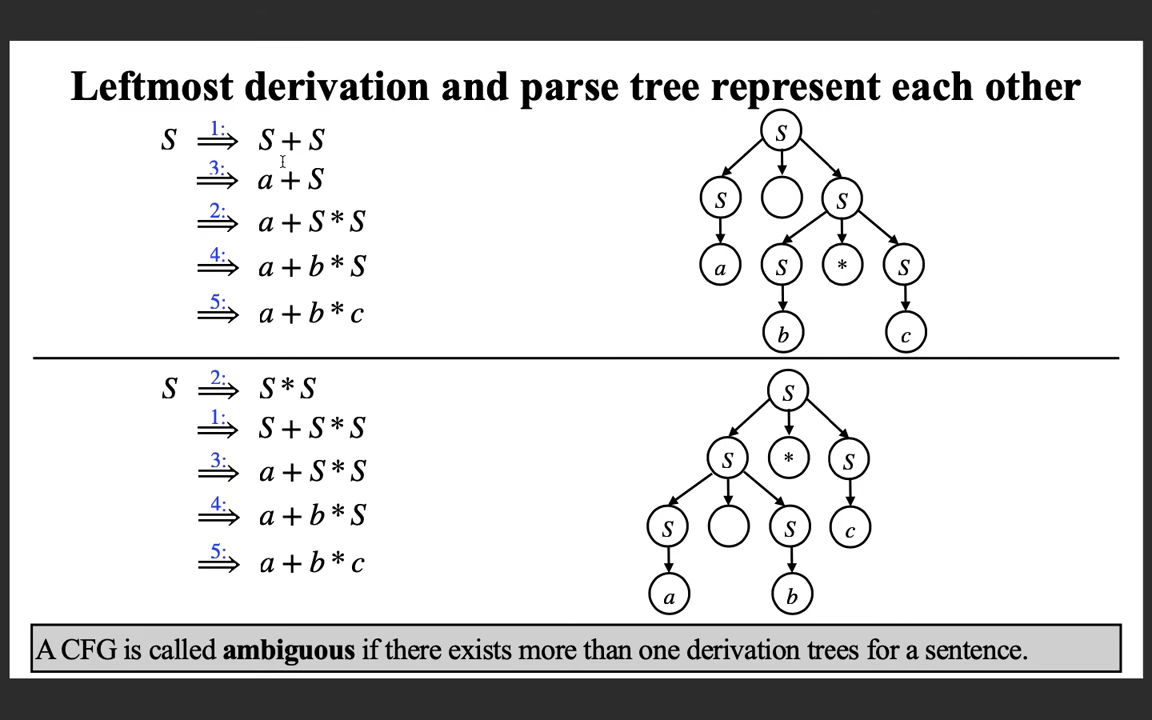 Leftmost derivation and parse tree represent each other
S 1: ⟹ S + S
3: ⟹ a + S
2: ⟹ a + S * S
4: ⟹ a + b * S
5: ⟹ a + b * c
S
S S
a S * S
b c
S 2: ⟹ S * S
1: ⟹ S + S * S
3: ⟹ a + S * S
4: ⟹ a + b * S
5: ⟹ a + b * c
S
S * S
S S c
a b
A CFG is called ambiguous if there exists more than one derivation trees for a sentence.